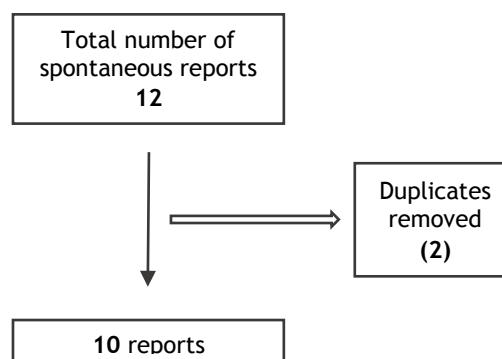 Total number of
spontaneous reports
12
Duplicates
removed
(2)
10 reports